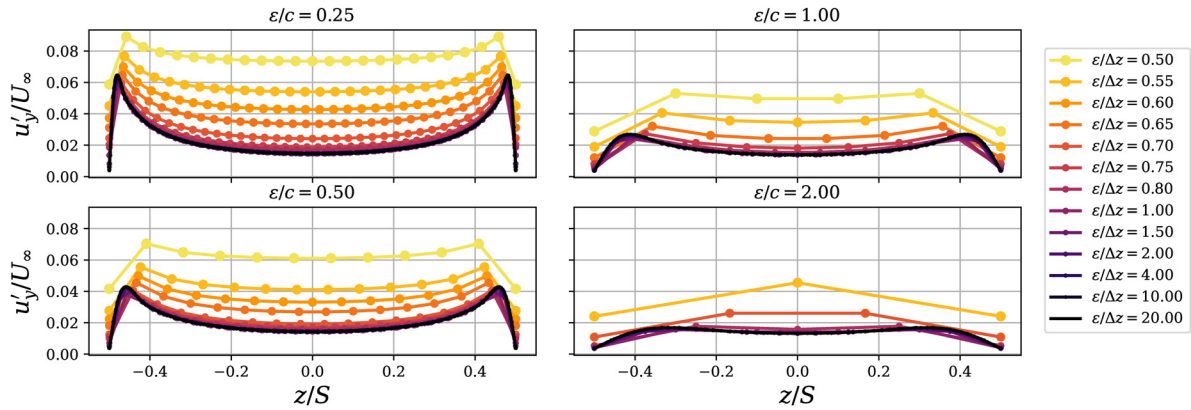 ε/c = 0.25
ε/c = 1.00
0.08
0.06
0.04
0.02
0.00
u′y/U∞
ε/c = 0.50
ε/c = 2.00
0.08
0.06
0.04
0.02
0.00
u′y/U∞
−0.4 −0.2 0.0 0.2 0.4
−0.4 −0.2 0.0 0.2 0.4
z/S
z/S
ε/Δz = 0.50
ε/Δz = 0.55
ε/Δz = 0.60
ε/Δz = 0.65
ε/Δz = 0.70
ε/Δz = 0.75
ε/Δz = 0.80
ε/Δz = 1.00
ε/Δz = 1.50
ε/Δz = 2.00
ε/Δz = 4.00
ε/Δz = 10.00
ε/Δz = 20.00